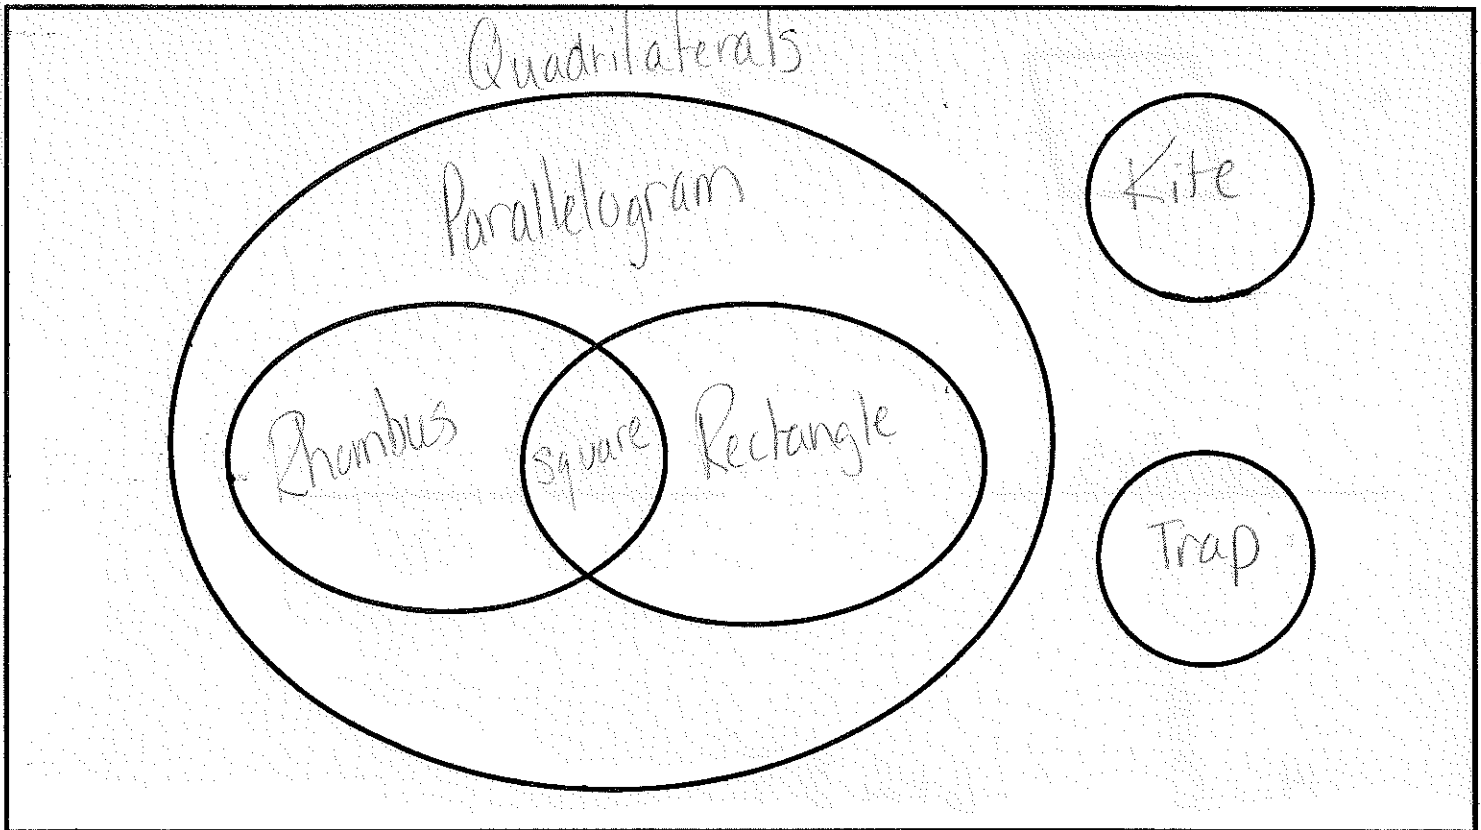 Quadrilaterals
Parallelogram
Kite
Rhombus
square
Rectangle
Trap